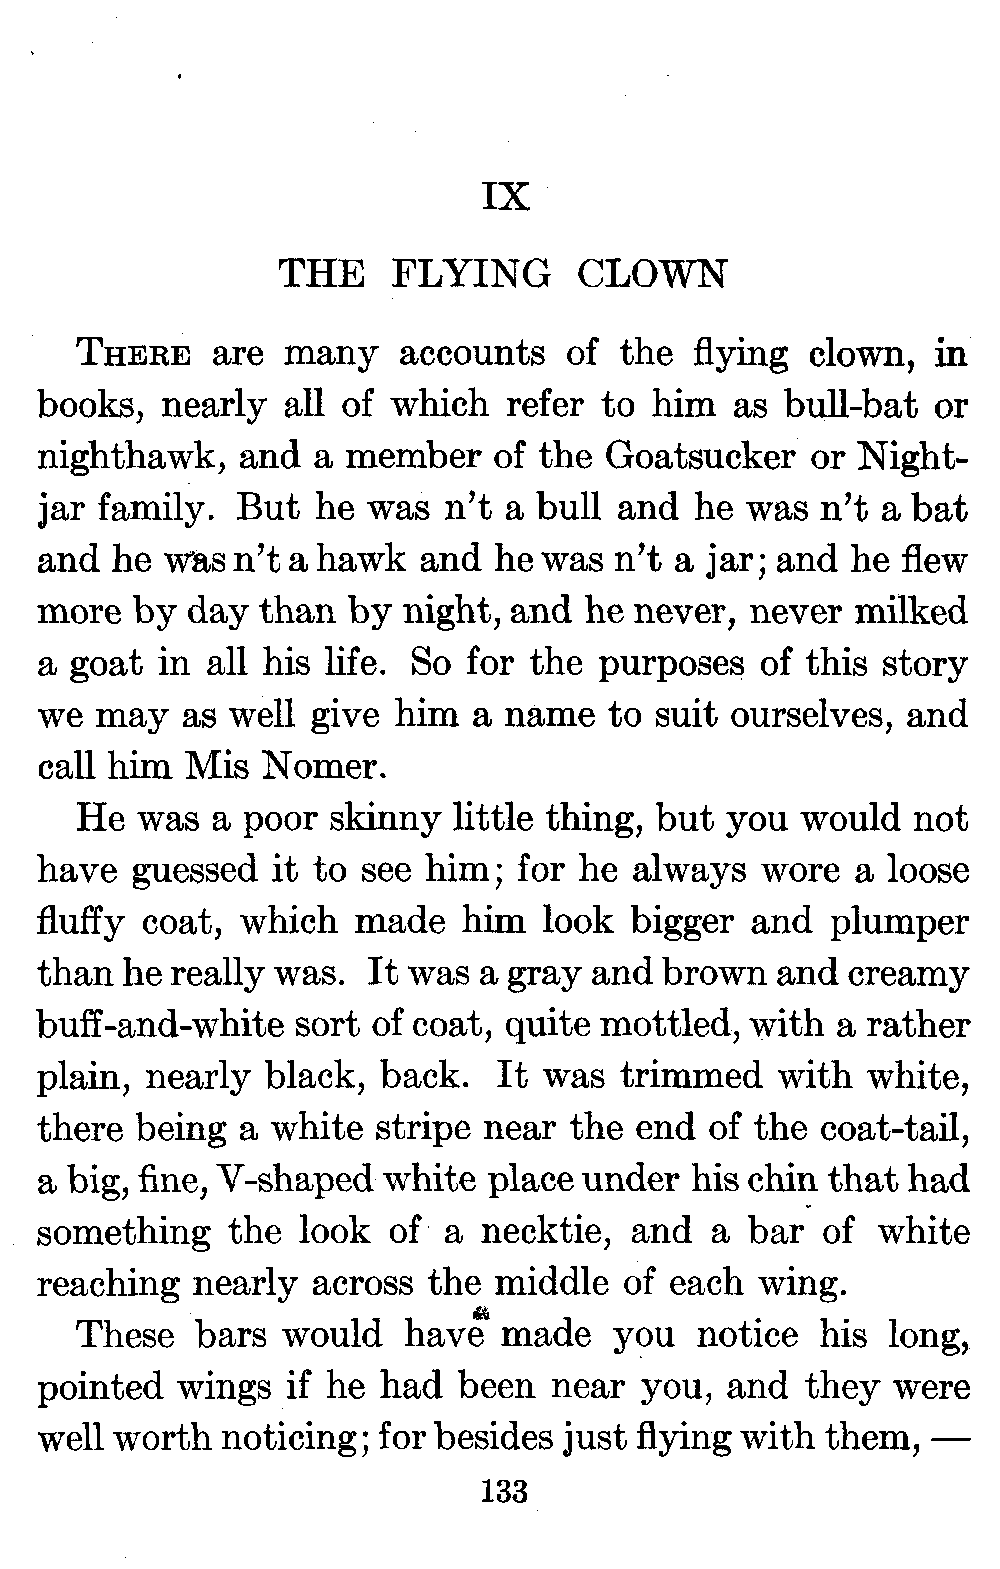 IX
THE FLYING CLOWN
THERE are many accounts of the flying clown, in
books, nearly all of which refer to him as bull-bat or
nighthawk, and a member of the Goatsucker or Night-
jar family. But he was n't a bull and he was n't a bat
and he was n't a hawk and he was n't a jar; and he flew
more by day than by night, and he never, never milked
a goat in all his life. So for the purposes of this story
we may as well give him a name to suit ourselves, and
call him Mis Nomer.
He was a poor skinny little thing, but you would not
have guessed it to see him; for he always wore a loose
fluffy coat, which made him look bigger and plumper
than he really was. It was a gray and brown and creamy
buff-and-white sort of coat, quite mottled, with a rather
plain, nearly black, back. It was trimmed with white,
there being a white stripe near the end of the coat-tail,
a big, fine, V-shaped white place under his chin that had
something the look of a necktie, and a bar of white
reaching nearly across the middle of each wing.
These bars would have made you notice his long,
pointed wings if he had been near you, and they were
well worth noticing; for besides just flying with them, —
133